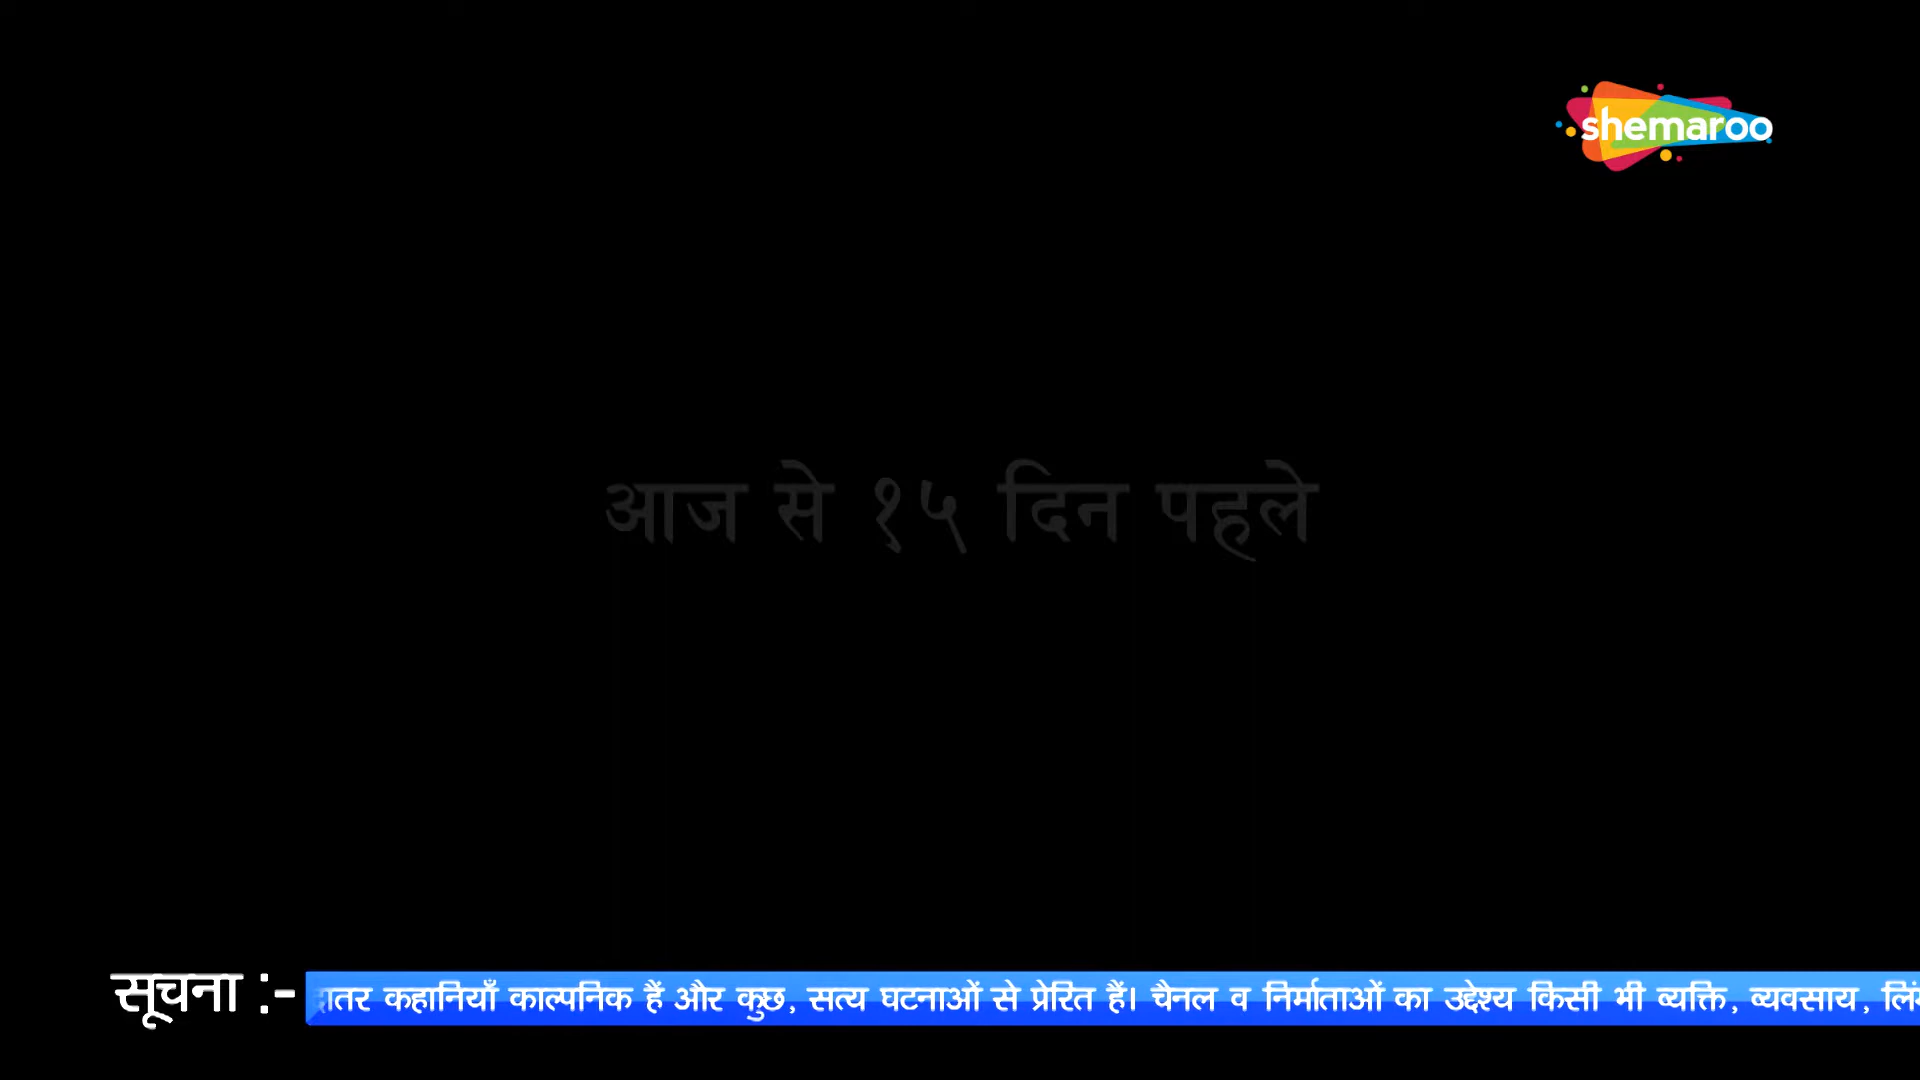 shemaroo
आज से १५ दिन पहले
सूचना :- कहानियाँ काल्पनिक हैं और कुछ, सत्य घटनाओं से प्रेरित हैं। चैनल व निर्माताओं का उद्देश्य किसी भी व्यक्ति, व्यवसाय,